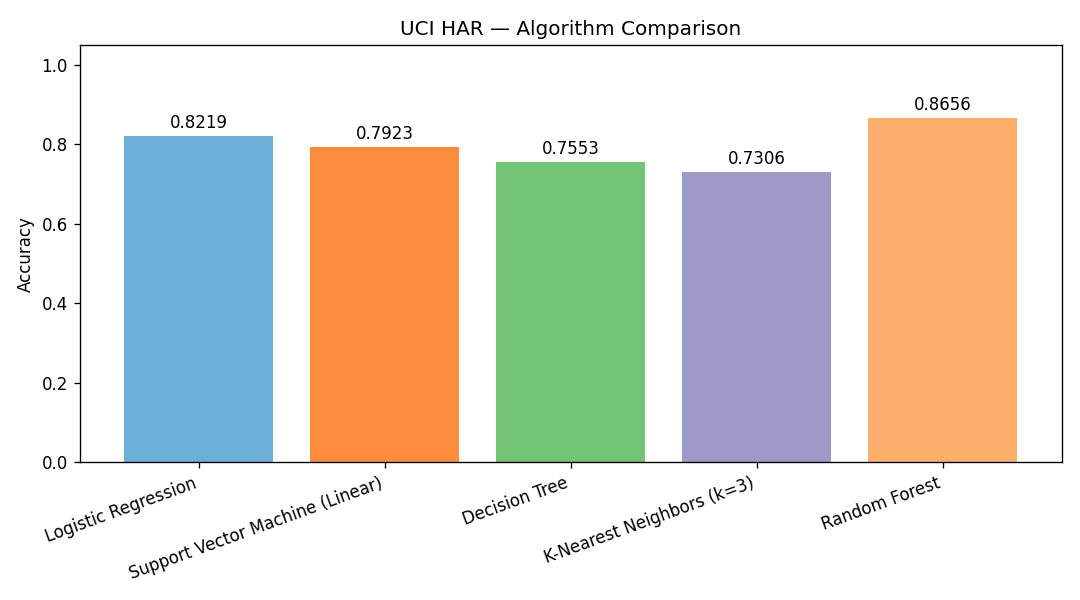 UCI HAR — Algorithm Comparison
Accuracy
1.0
0.8
0.6
0.4
0.2
0.0
0.8219
0.7923
0.7553
0.7306
0.8656
Logistic Regression
Support Vector Machine (Linear)
Decision Tree
K-Nearest Neighbors (k=3)
Random Forest